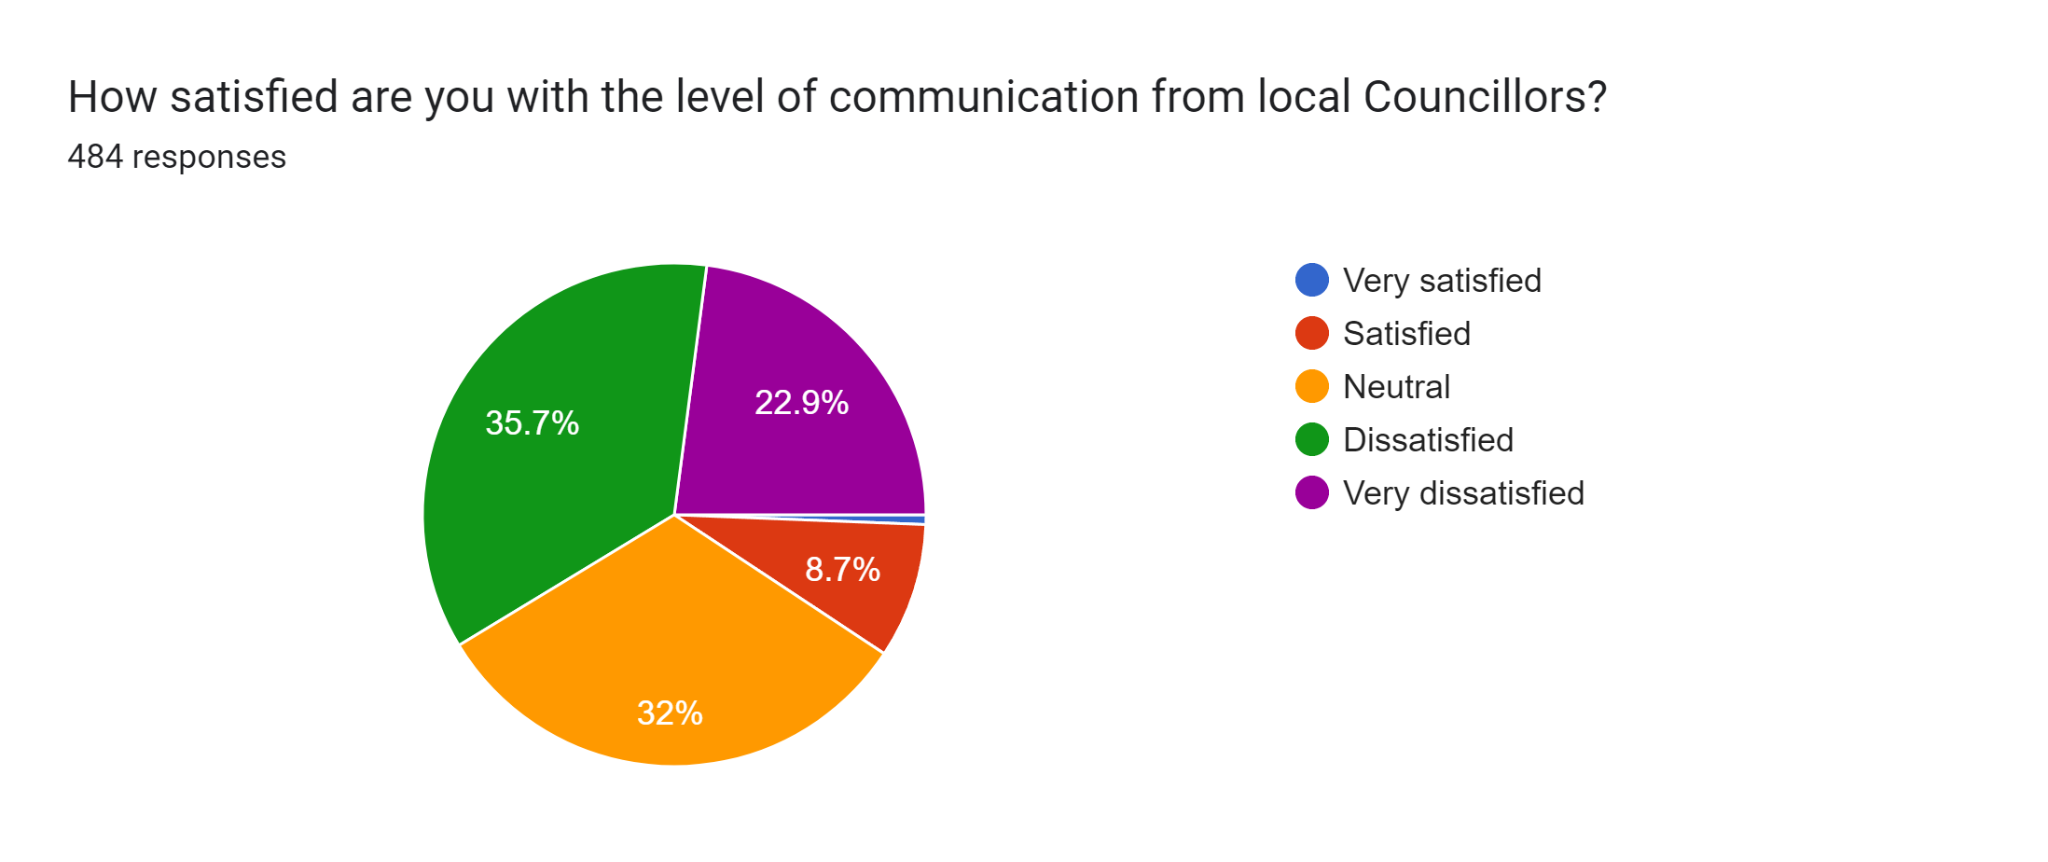 How satisfied are you with the level of communication from local Councillors?
484 responses
22.9%
35.7%
8.7%
32%
Very satisfied
Satisfied
Neutral
Dissatisfied
Very dissatisfied